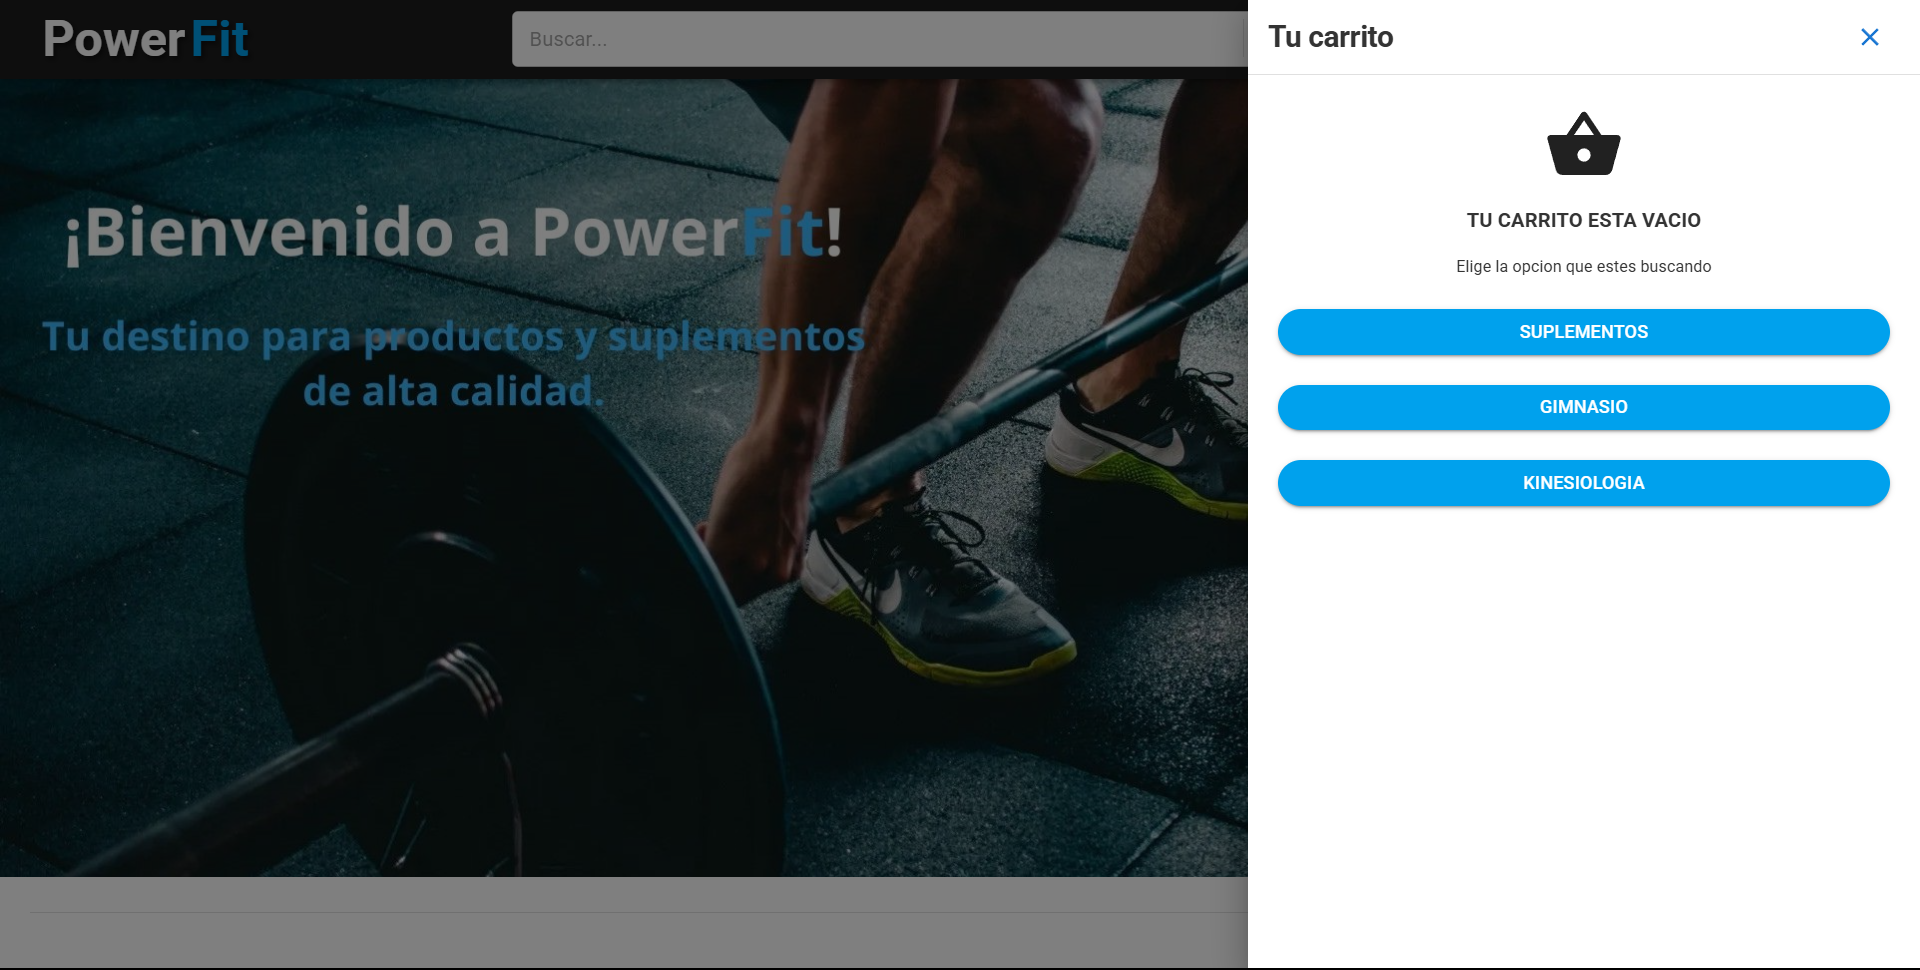 PowerFit
Buscar...
¡Bienvenido a PowerFit!
Tu destino para productos y suplementos
de alta calidad.
Tu carrito
TU CARRITO ESTA VACIO
Elige la opcion que estes buscando
SUPLEMENTOS
GIMNASIO
KINESIOLOGIA